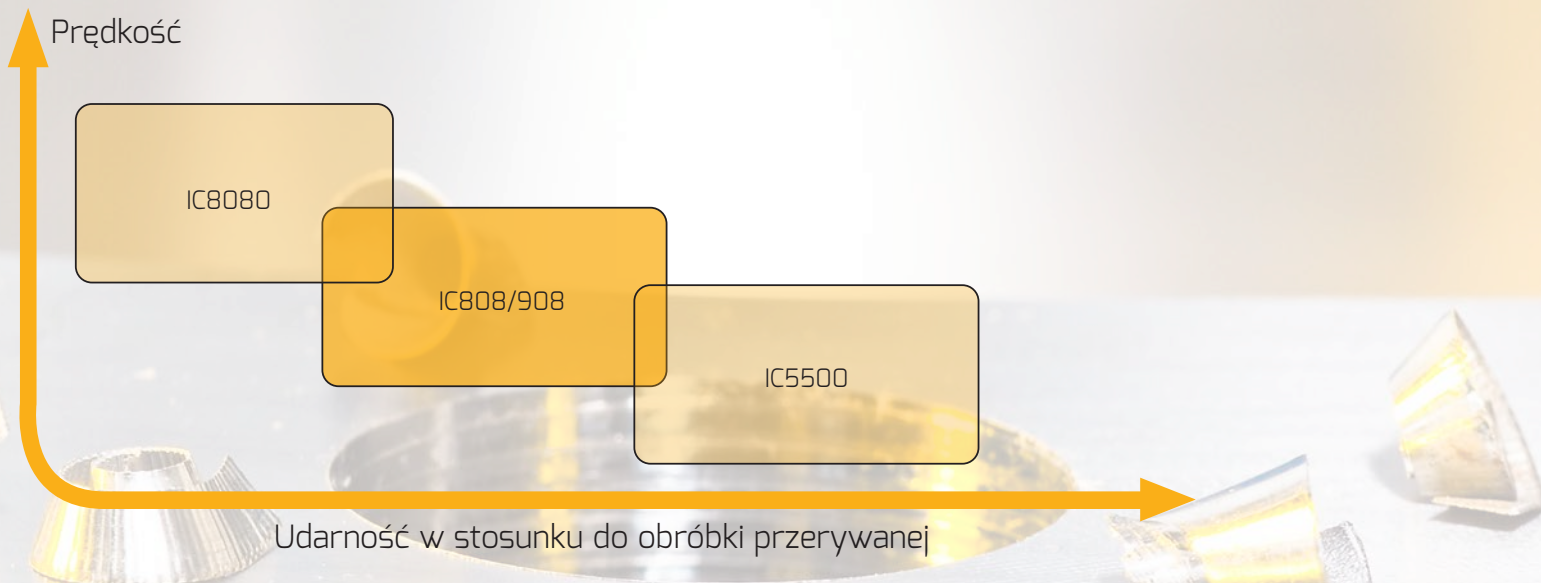 Prędkość
IC8080
IC808/908
IC5500
Udarność w stosunku do obróbki przerywanej